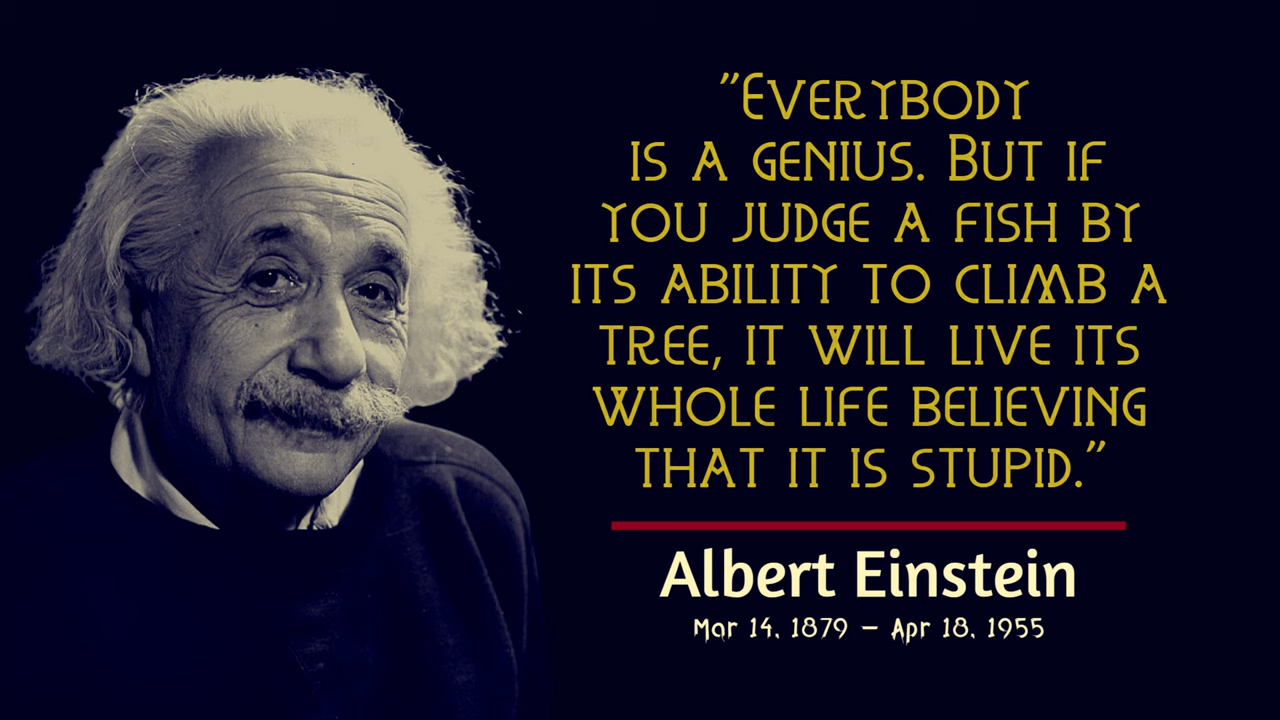 "Everybody
is a genius. But if
you judge a fish by
its ability to climb a
tree, it will live its
whole life believing
that it is stupid."
Albert Einstein
Mar 14, 1879 – Apr 18, 1955